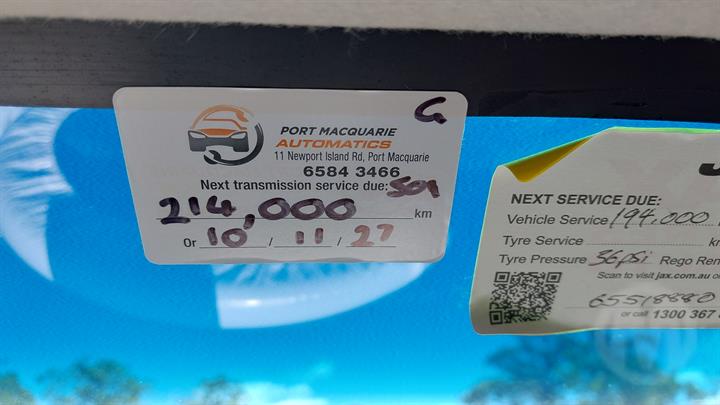 G
PORT MACQUARIE
AUTOMATICS
11 Newport Island Rd, Port Macquarie
6584 3466
Next transmission service due:
214,000 km
Or 10 / 11 / 27
NEXT SERVICE DUE:
Vehicle Service 194,000
Tyre Service
Tyre Pressure 36psi Rego Ren
Scan to visit jax.com.au
65518880
or call 1300 367